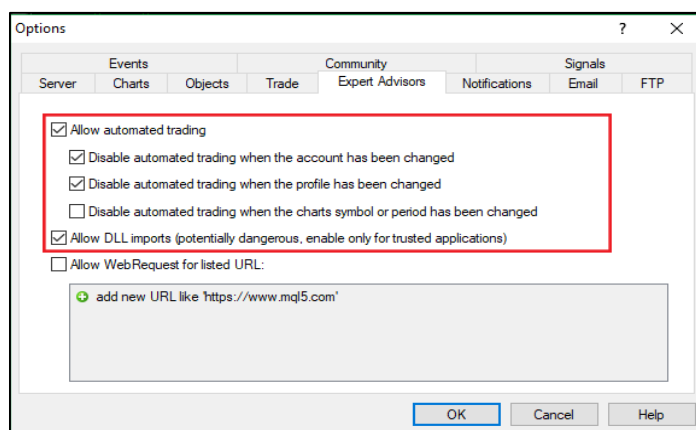 Options ?
Events Community Signals
Server Charts Objects Trade Expert Advisors Notifications Email FTP
Allow automated trading
Disable automated trading when the account has been changed
Disable automated trading when the profile has been changed
Disable automated trading when the charts symbol or period has been changed
Allow DLL imports (potentially dangerous, enable only for trusted applications)
Allow WebRequest for listed URL:
add new URL like 'https://www.mql5.com'
OK Cancel Help